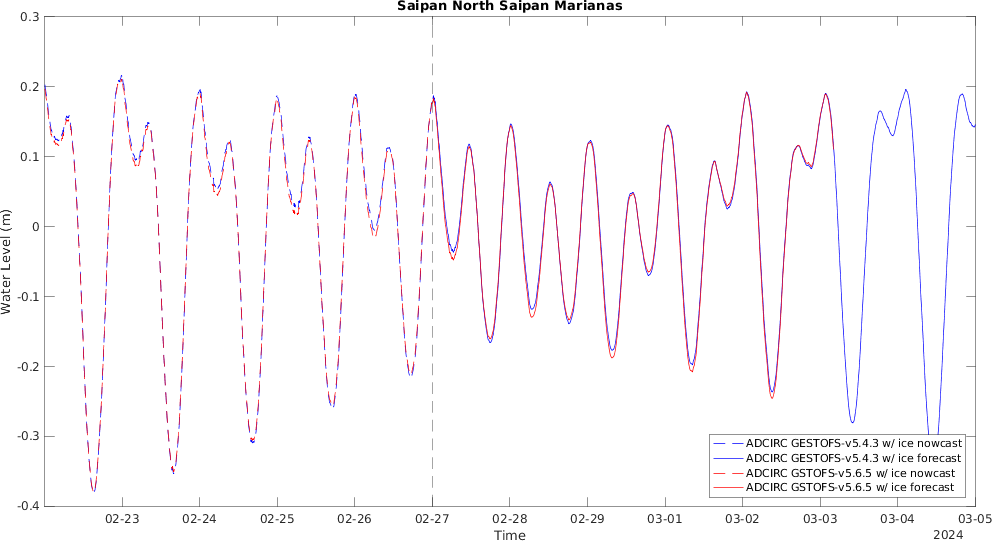 Saipan North Saipan Marianas
0.3
0.2
0.1
0
-0.1
-0.2
-0.3
-0.4
Water Level (m)
ADCIRC GESTOFS-v5.4.3 w/ ice nowcast
ADCIRC GESTOFS-v5.4.3 w/ ice forecast
ADCIRC GSTOFS-v5.6.5 w/ ice nowcast
ADCIRC GSTOFS-v5.6.5 w/ ice forecast
02-23 02-24 02-25 02-26 02-27 02-28 02-29 03-01 03-02 03-03 03-04 03-05
Time
2024